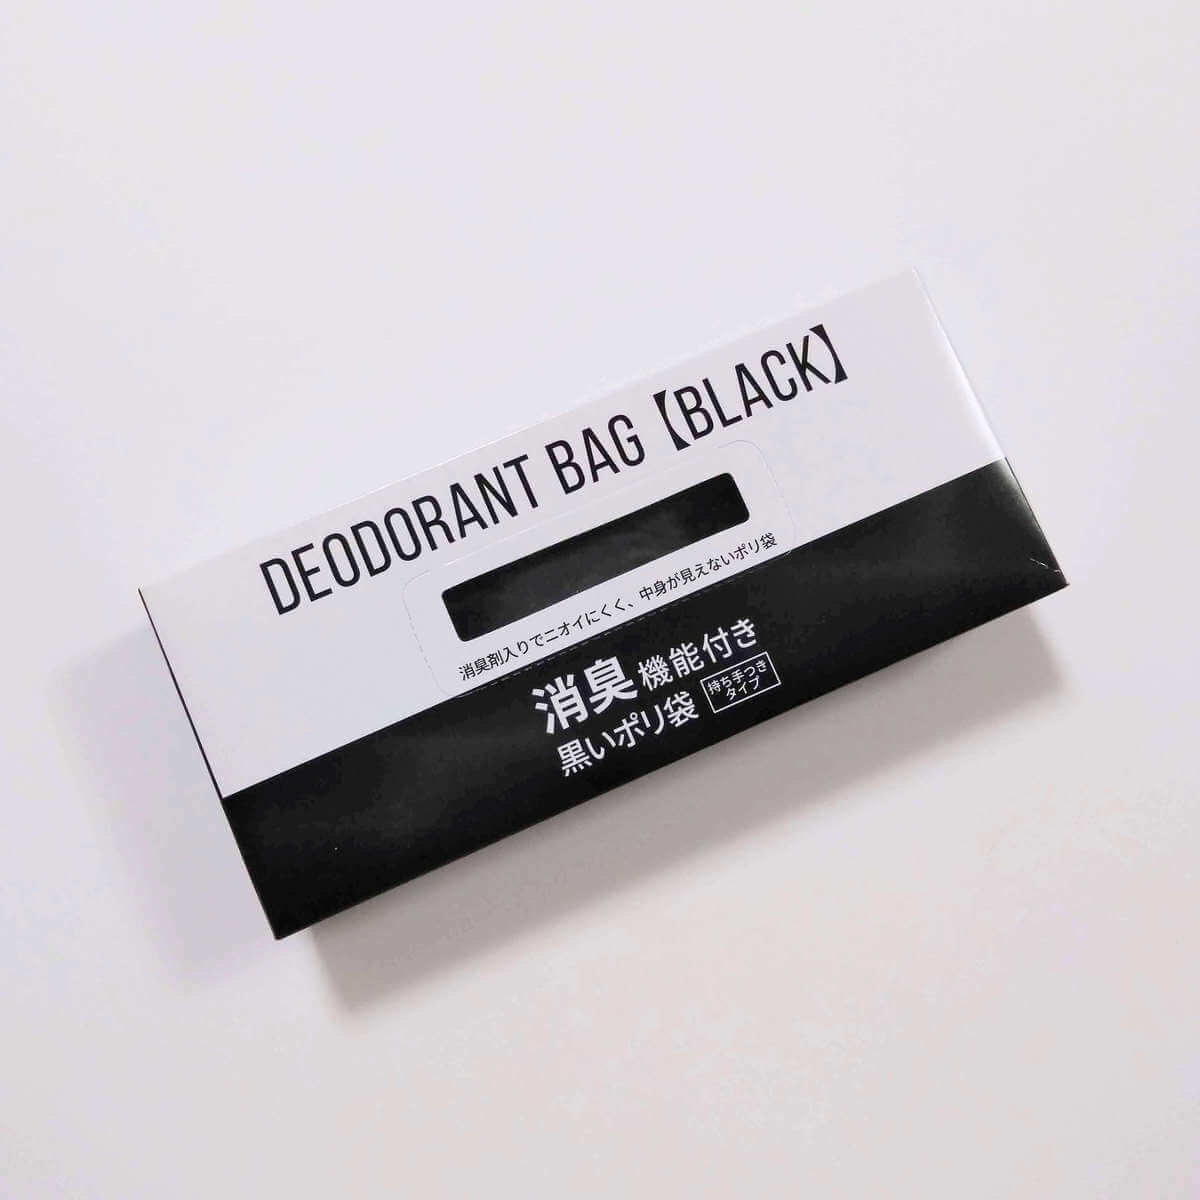 DEODORANT BAG【BLACK】
消臭剤入りでニオイにくく、中身が見えないポリ袋
消臭機能付き
黒いポリ袋
持ち手つき
タイプ